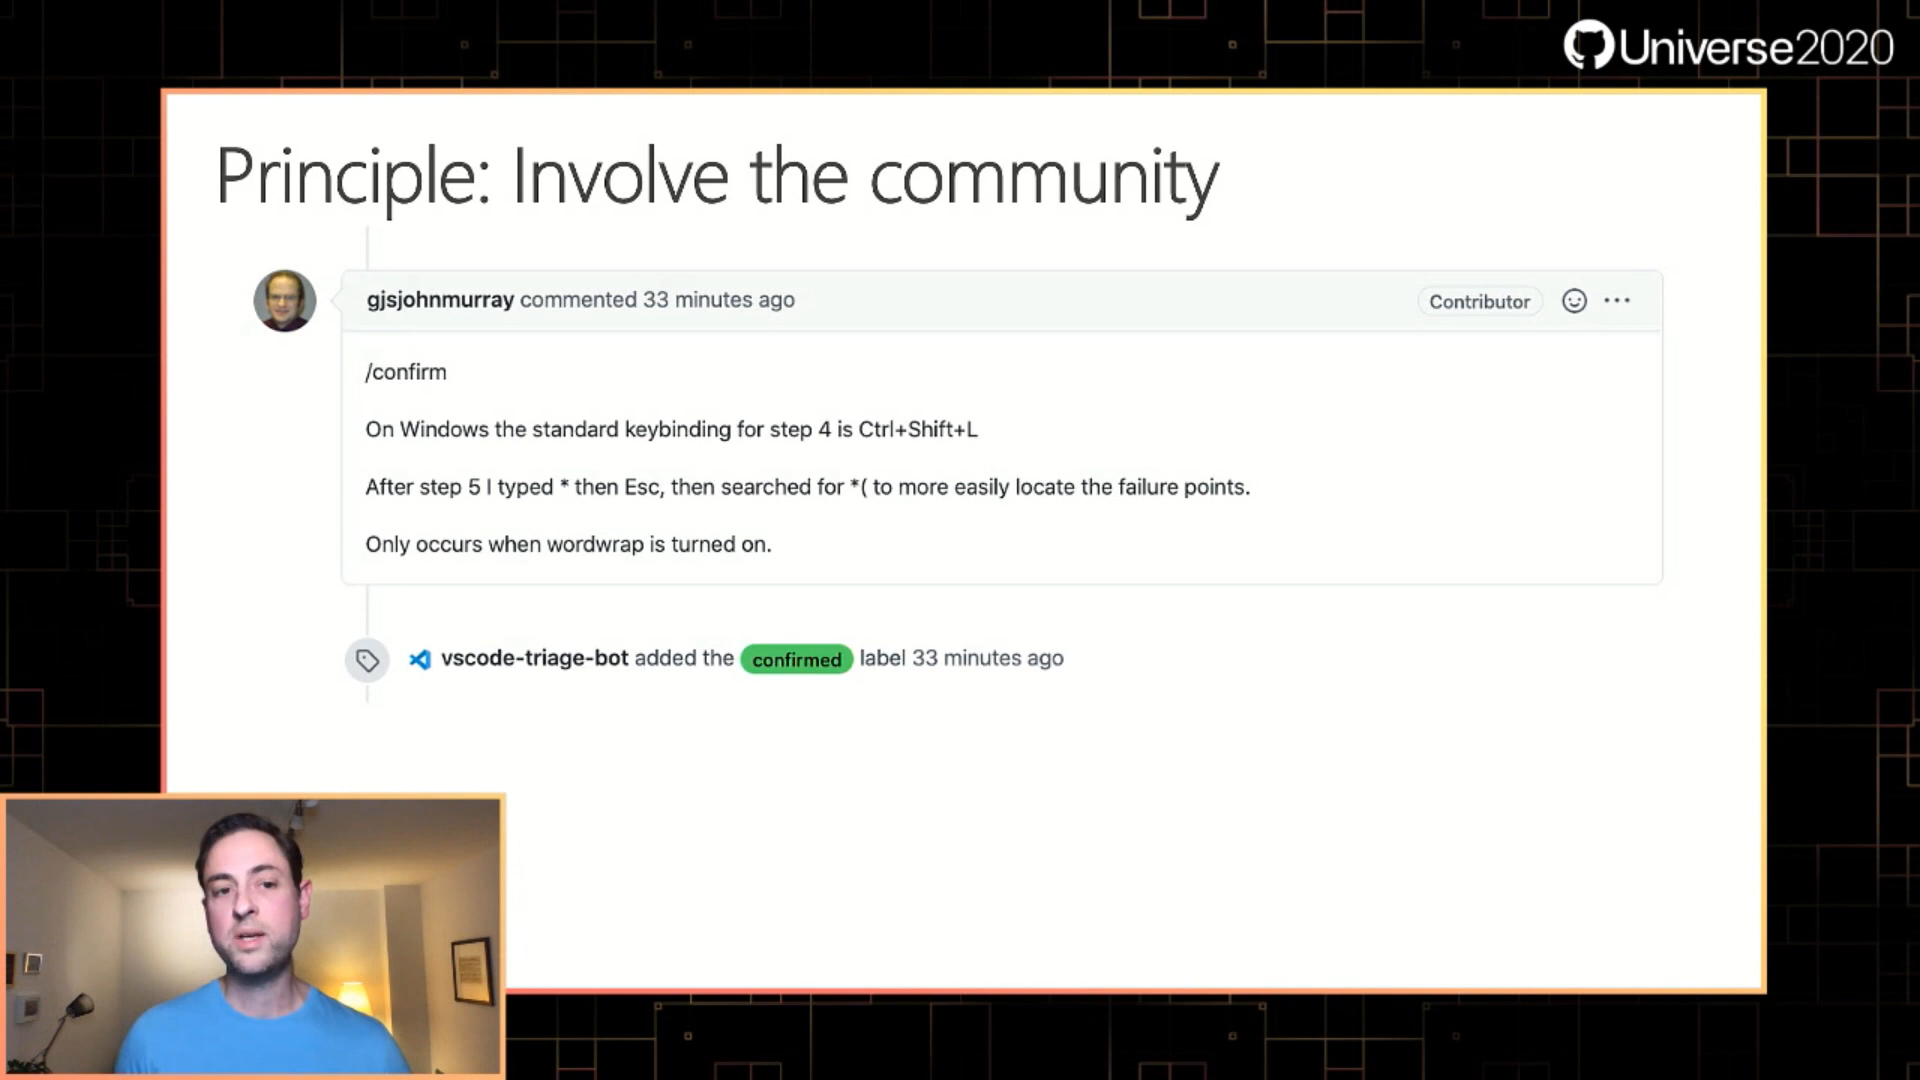 Universe2020
Principle: Involve the community
gjsjohnmurray commented 33 minutes ago
Contributor
/confirm
On Windows the standard keybinding for step 4 is Ctrl+Shift+L
After step 5 I typed * then Esc, then searched for *( to more easily locate the failure points.
Only occurs when wordwrap is turned on.
vscode-triage-bot added the confirmed label 33 minutes ago